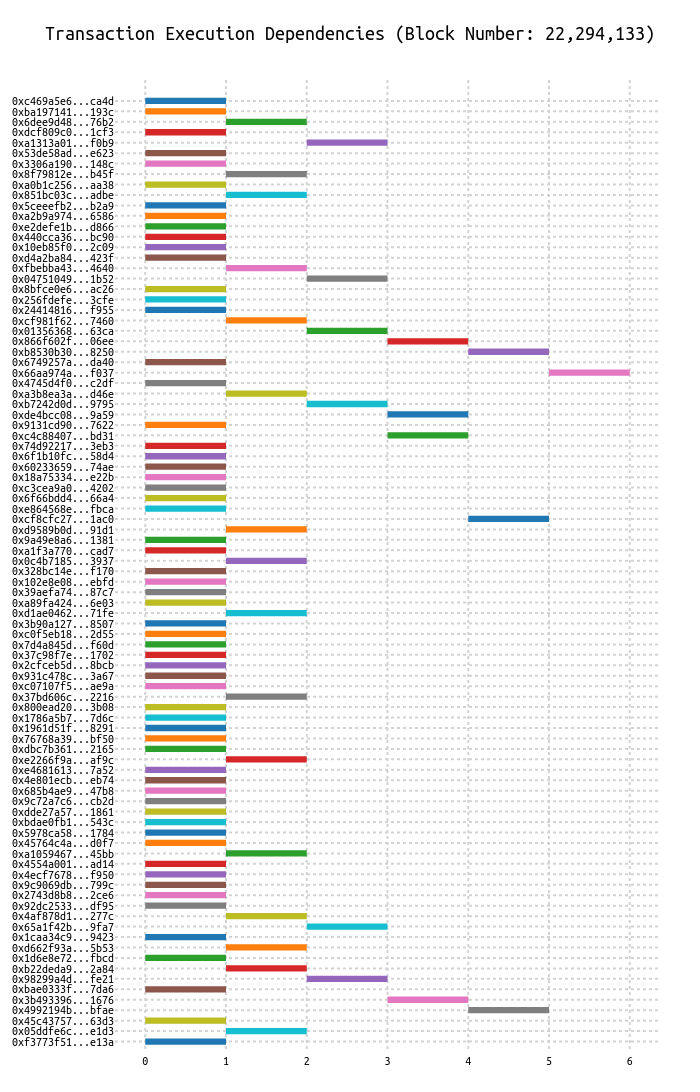 Transaction Execution Dependencies (Block Number: 22,294,133)
0xc469a5e6...ca4d
0xba197141...193c
0x6dee9d48...76b2
0xdcf809c0...1cf3
0xa1313a01...f0b9
0x53de58ad...e623
0x3306a190...148c
0x8f79812e...b45f
0xa0b1c256...aa38
0x851bc03c...adbe
0x5ceeefb2...b2a9
0xa2b9a974...6586
0xe2defe1b...d866
0x440cca36...bc90
0x10eb85f0...2c09
0xd4a2ba84...423f
0xfbebba43...4640
0x04751049...1b52
0x8bfce0e6...ac26
0x256fdefe...3cfe
0x24414816...f955
0xcf981f62...7460
0x01356368...63ca
0x866f602f...06ee
0xb8530b30...8250
0x6749257a...da40
0x66aa974a...f037
0x4745d4f0...c2df
0xa3b8ea3a...d46e
0xb7242d0d...9795
0xde4bcc08...9a59
0x9131cd90...7622
0xc4c88407...bd31
0x74d92217...3eb3
0x6f1b10fc...58d4
0x60233659...74ae
0x18a75334...e22b
0xc3cea9a0...4202
0x6f66bdd4...66a4
0xe864568e...fbca
0xcf8cfc27...1ac0
0xd9589b0d...91d1
0x9a49e8a6...1381
0xa1f3a770...cad7
0x0c4b7185...3937
0x328bc14e...f170
0x102e8e08...ebfd
0x39aefa74...87c7
0xa89fa424...6e03
0xd1ae0462...71fe
0x3b90a127...8507
0xc0f5eb18...2d55
0x7d4a845d...f60d
0x37c98f7e...1702
0x2cfceb5d...8bcb
0x931c478c...3a67
0xc07107f5...ae9a
0x37bd606c...2216
0x800ead20...3b08
0x1786a5b7...7d6c
0x1961d51f...8291
0x76768a39...bf50
0xdbc7b361...2165
0xe2266f9a...af9c
0xe4681613...7a52
0x4e801ecb...eb74
0x685b4ae9...47b8
0x9c72a7c6...cb2d
0xdde27a57...1861
0xbdae0fb1...543c
0x5978ca58...1784
0x45764c4a...d0f7
0xa1059467...45bb
0x4554a001...ad14
0x4ecf7678...f950
0x9c9069db...799c
0x2743d8b8...2ce6
0x92dc2533...df95
0x4af878d1...277c
0x65a1f42b...9fa7
0x1caa34c9...9423
0xd662f93a...5b53
0x1d6e8e72...fbcd
0xb22deda9...2a84
0x98299a4d...fe21
0xbae0333f...7da6
0x3b493396...1676
0x4992194b...bfae
0x45c43757...63d3
0x05ddfe6c...e1d3
0xf3773f51...e13a
0 1 2 3 4 5 6